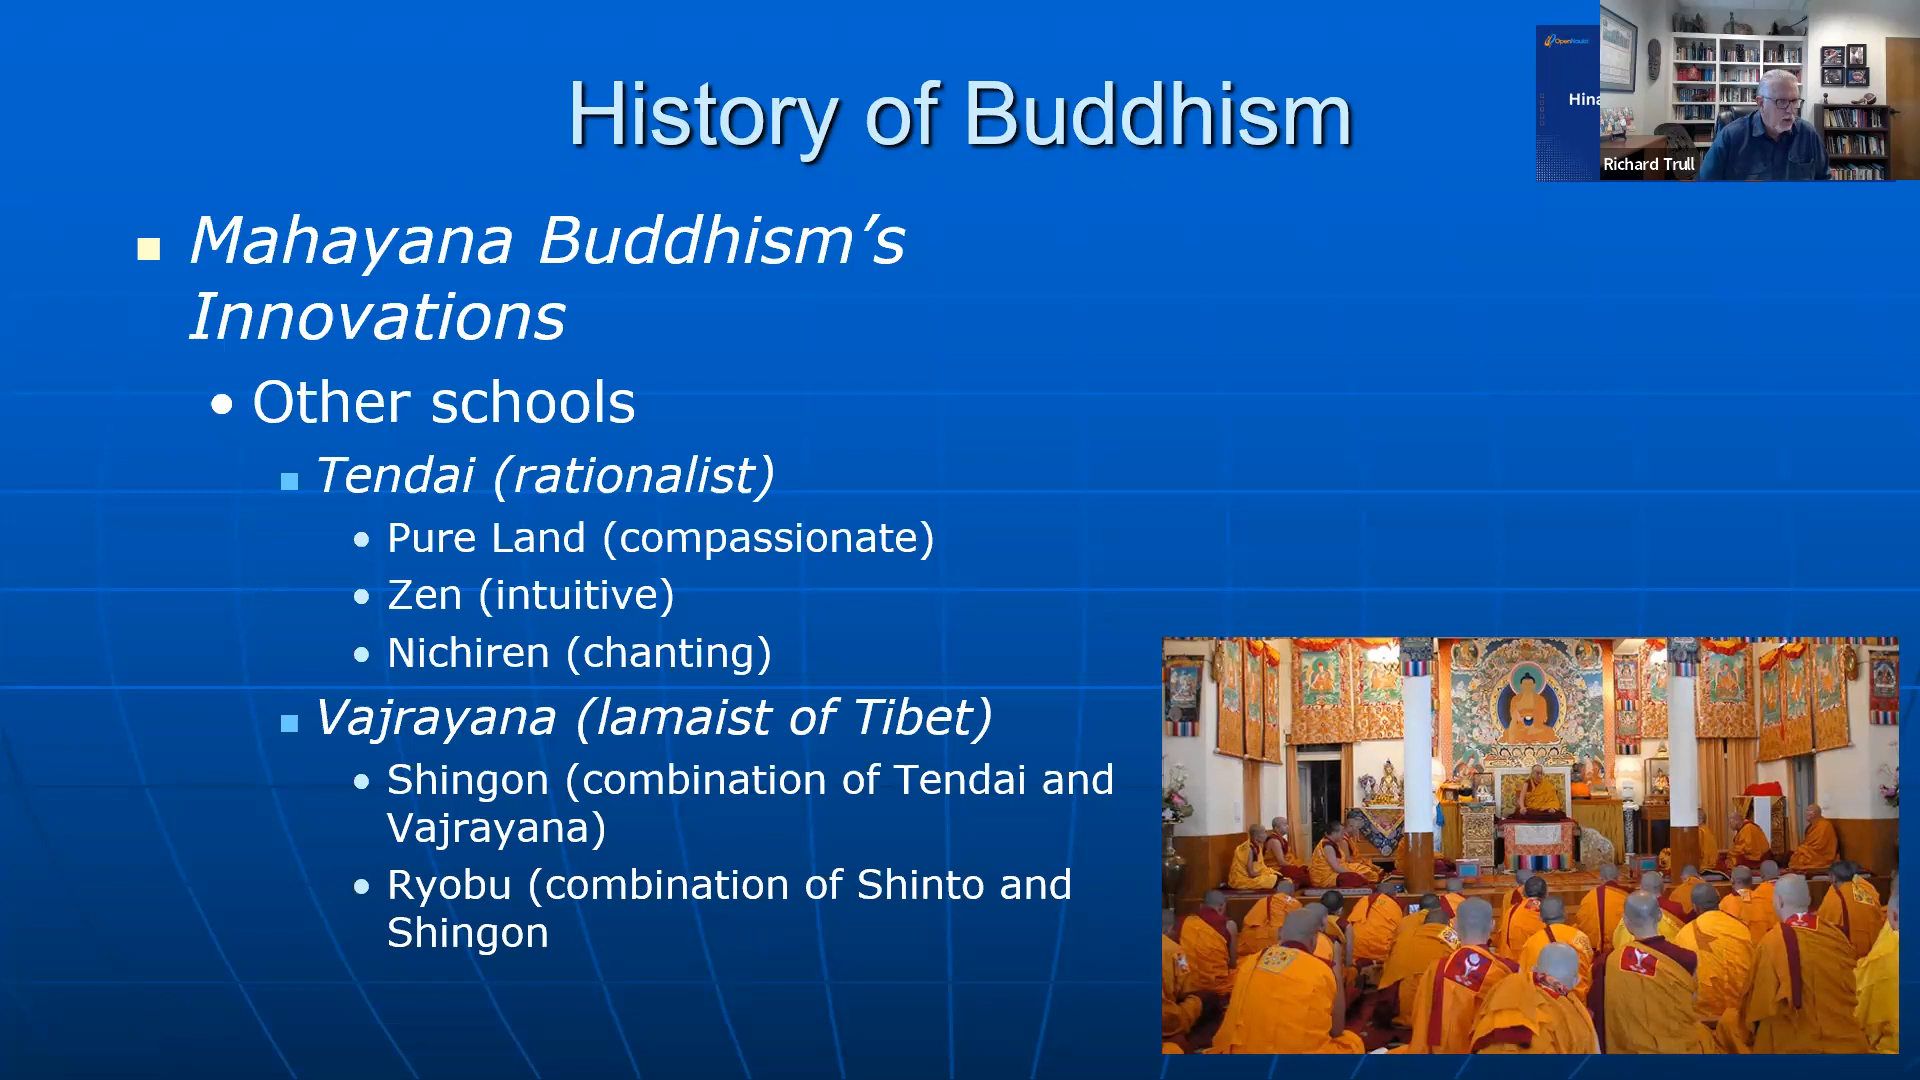 History of Buddhism
Mahayana Buddhism’s
Innovations
Other schools
Tendai (rationalist)
Pure Land (compassionate)
Zen (intuitive)
Nichiren (chanting)
Vajrayana (lamaist of Tibet)
Shingon (combination of Tendai and
Vajrayana)
Ryobu (combination of Shinto and
Shingon
Richard Trull